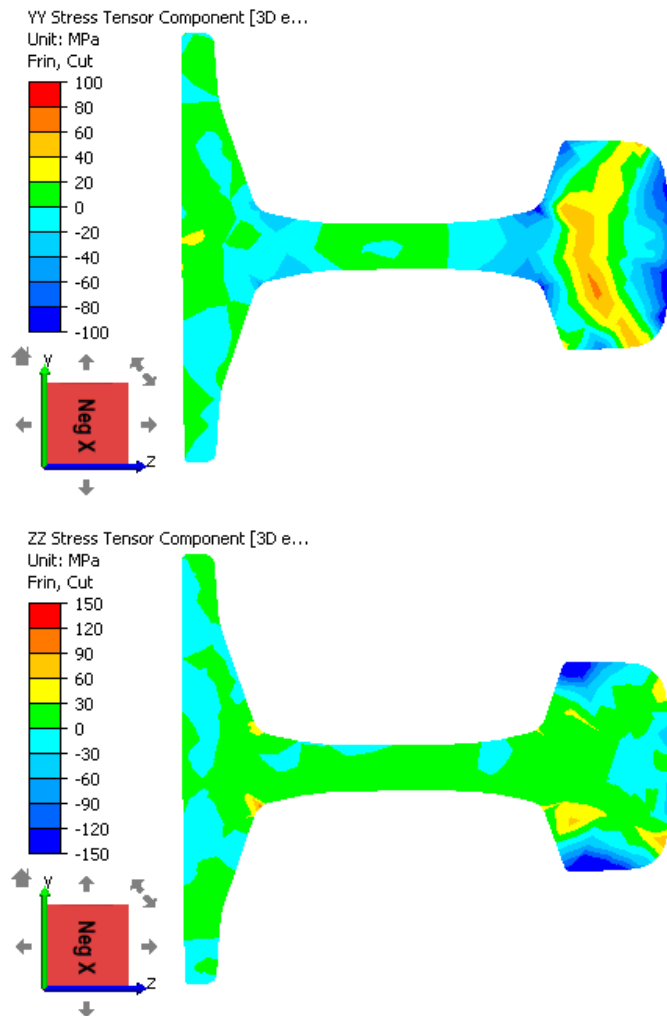 YY Stress Tensor Component [3D e...
Unit: MPa
Frin, Cut
100
80
60
40
20
0
-20
-40
-60
-80
-100
Y
Neg X
Z
ZZ Stress Tensor Component [3D e...
Unit: MPa
Frin, Cut
150
120
90
60
30
0
-30
-60
-90
-120
-150
Y
Neg X
Z